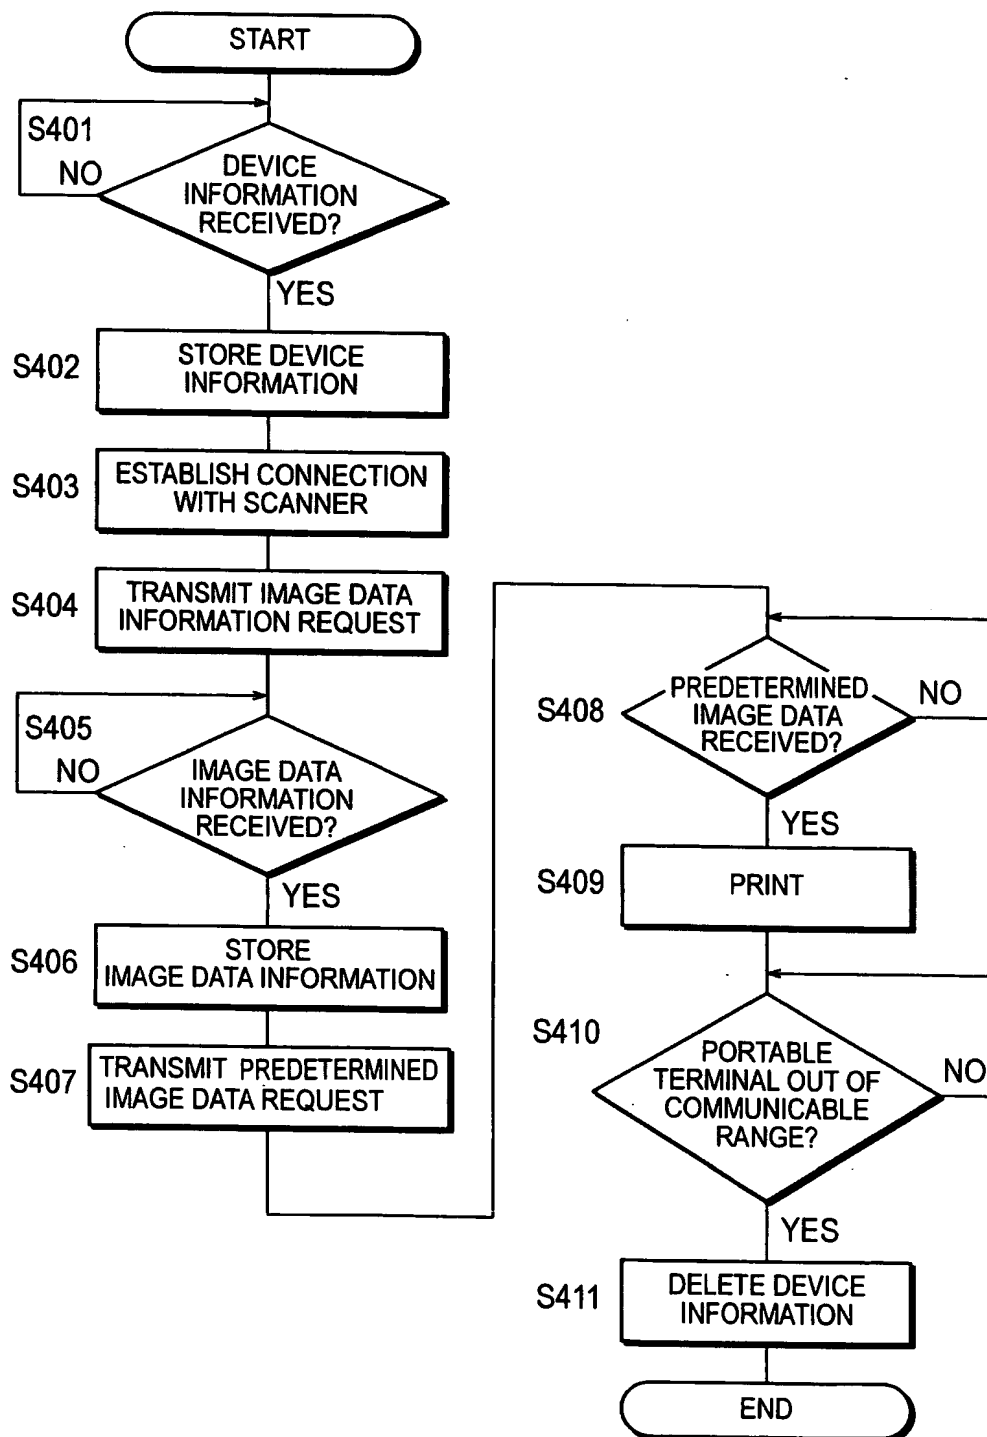 START
S401
NO
DEVICE
INFORMATION
RECEIVED?
YES
S402
STORE DEVICE
INFORMATION
S403
ESTABLISH CONNECTION
WITH SCANNER
S404
TRANSMIT IMAGE DATA
INFORMATION REQUEST
S405
NO
IMAGE DATA
INFORMATION
RECEIVED?
YES
S406
STORE
IMAGE DATA INFORMATION
S407
TRANSMIT PREDETERMINED
IMAGE DATA REQUEST
S408
PREDETERMINED
IMAGE DATA
RECEIVED?
NO
YES
S409
PRINT
S410
PORTABLE
TERMINAL OUT OF
COMMUNICABLE
RANGE?
NO
YES
S411
DELETE DEVICE
INFORMATION
END